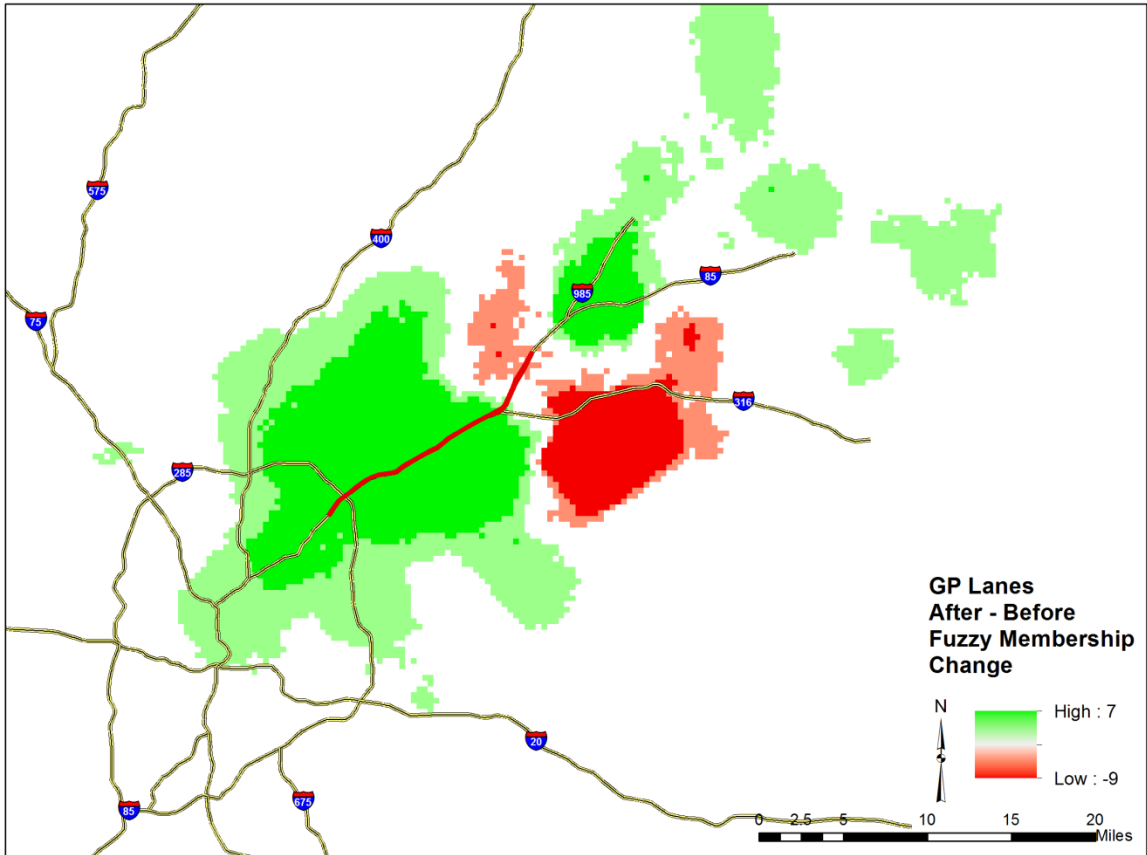 575
400
985
85
75
316
285
GP Lanes
After - Before
Fuzzy Membership
Change
N
High : 7
Low : -9
20
675
85
0 2.5 5 10 15 20
Miles